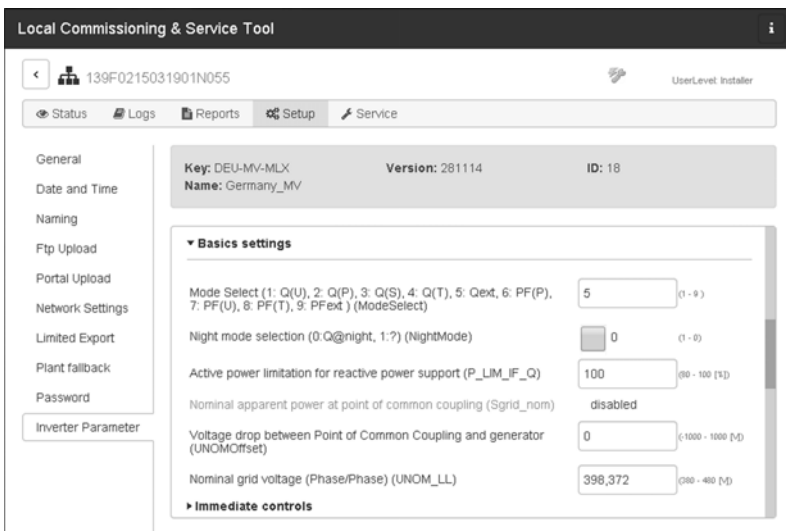 Local Commissioning & Service Tool
i
139F0215031901N055
UserLevel: Installer
Status Logs Reports Setup Service
General
Date and Time
Naming
Ftp Upload
Portal Upload
Network Settings
Limited Export
Plant fallback
Password
Inverter Parameter
Key: DEU-MV-MLX Version: 281114 ID: 18
Name: Germany_MV
Basics settings
Mode Select (1: Q(U), 2: Q(P), 3: Q(S), 4: Q(T), 5: Qext, 6: PF(P),
7: PF(U), 8: PF(T), 9: PFext ) (ModeSelect)
5 (1 - 9 )
Night mode selection (0:Q@night, 1:?) (NightMode)
0 (1 - 0)
Active power limitation for reactive power support (P_LIM_IF_Q)
100 (80 - 100 [%])
Nominal apparent power at point of common coupling (Sgrid_nom)
disabled
Voltage drop between Point of Common Coupling and generator
(UNOMOffset)
0 (-1000 - 1000 [V])
Nominal grid voltage (Phase/Phase) (UNOM_LL)
398,372 (380 - 480 [V])
Immediate controls